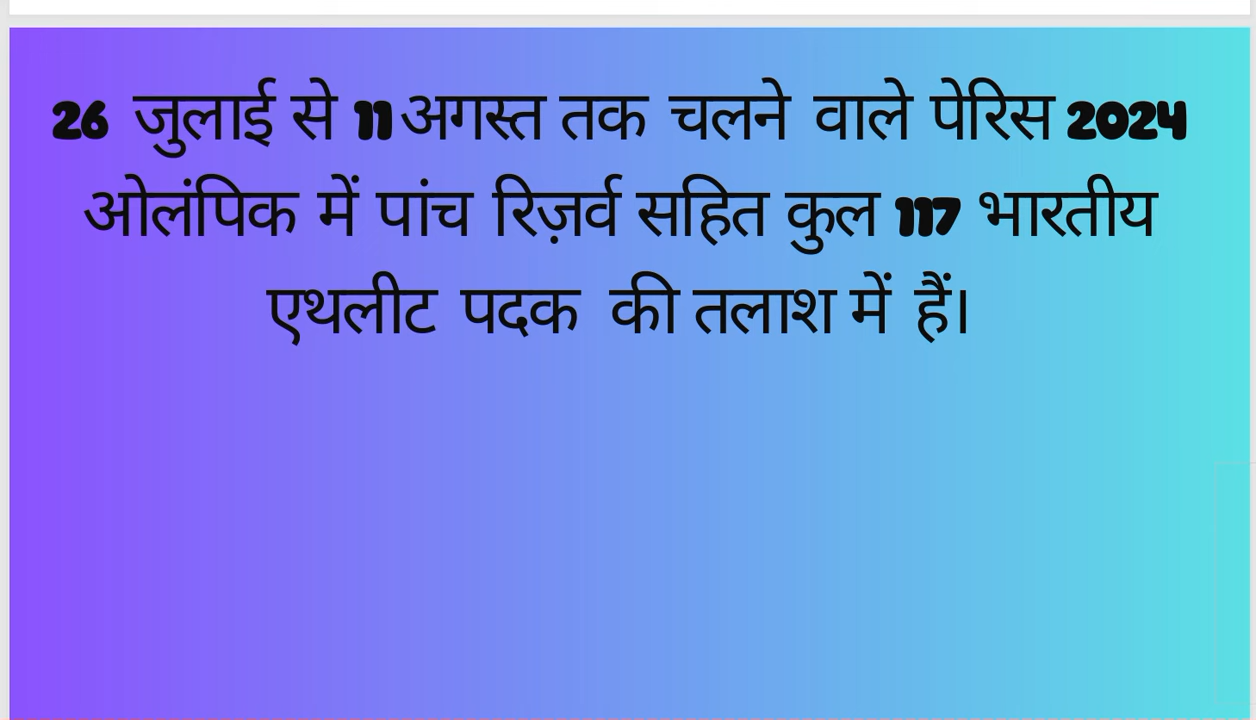 26 जुलाई से 11 अगस्त तक चलने वाले पेरिस 2024
ओलंपिक में पांच रिज़र्व सहित कुल 117 भारतीय
एथलीट पदक की तलाश में हैं।